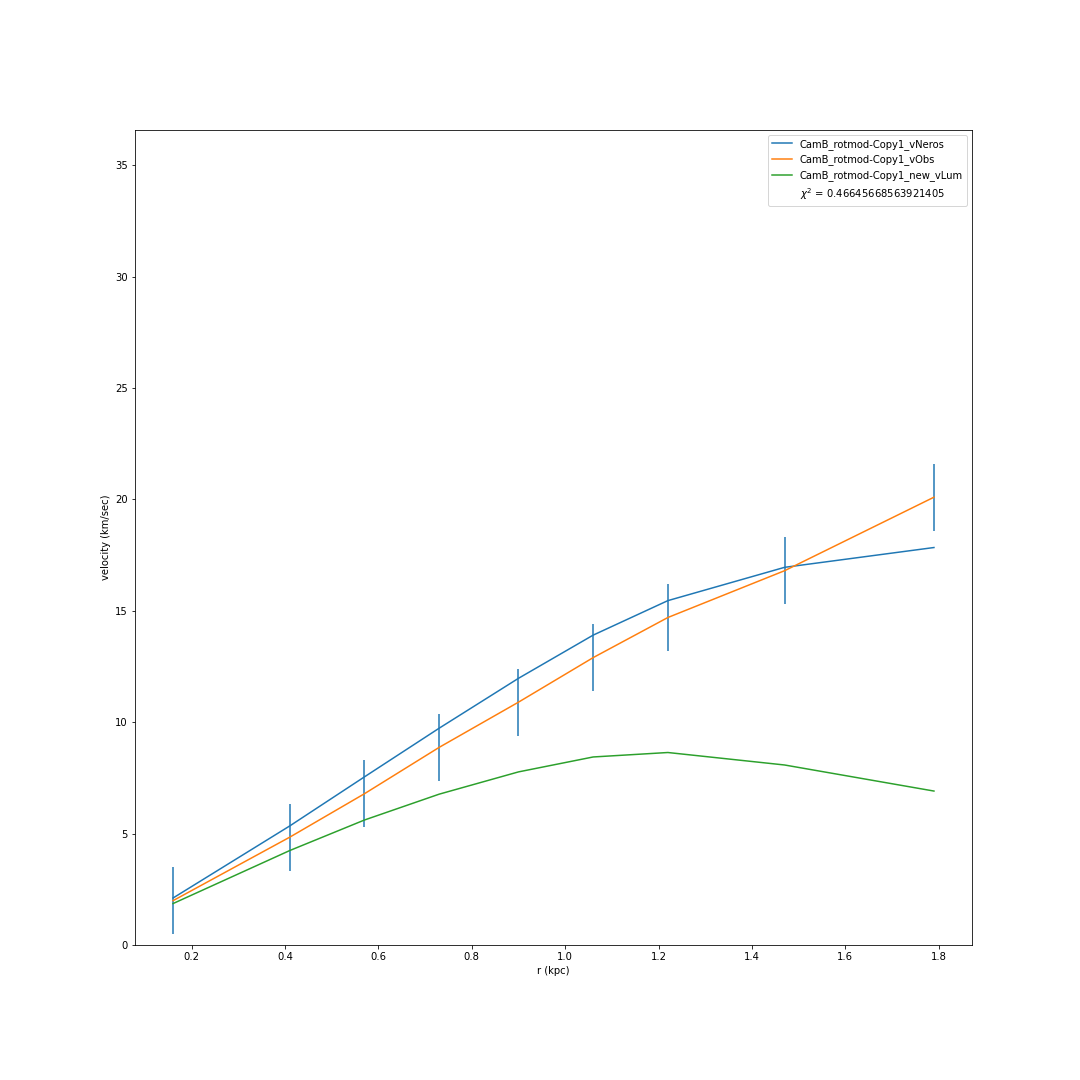 CamB_rotmod-Copy1_vNeros
CamB_rotmod-Copy1_vObs
CamB_rotmod-Copy1_new_vLum
χ² = 0.46645668563921405
35
30
25
20
15
10
5
0
velocity (km/sec)
0.2 0.4 0.6 0.8 1.0 1.2 1.4 1.6 1.8
r (kpc)